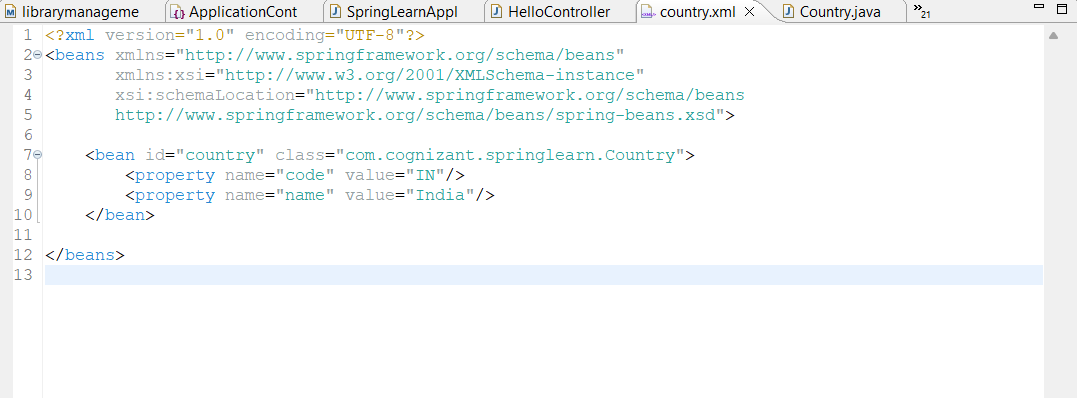 librarymanageme ApplicationCont SpringLearnAppl HelloController country.xml Country.java »21
1 <?xml version="1.0" encoding="UTF-8"?>
2 <beans xmlns="http://www.springframework.org/schema/beans"
3        xmlns:xsi="http://www.w3.org/2001/XMLSchema-instance"
4        xsi:schemaLocation="http://www.springframework.org/schema/beans
5        http://www.springframework.org/schema/beans/spring-beans.xsd">
6
7     <bean id="country" class="com.cognizant.springlearn.Country">
8         <property name="code" value="IN"/>
9         <property name="name" value="India"/>
10     </bean>
11
12 </beans>
13